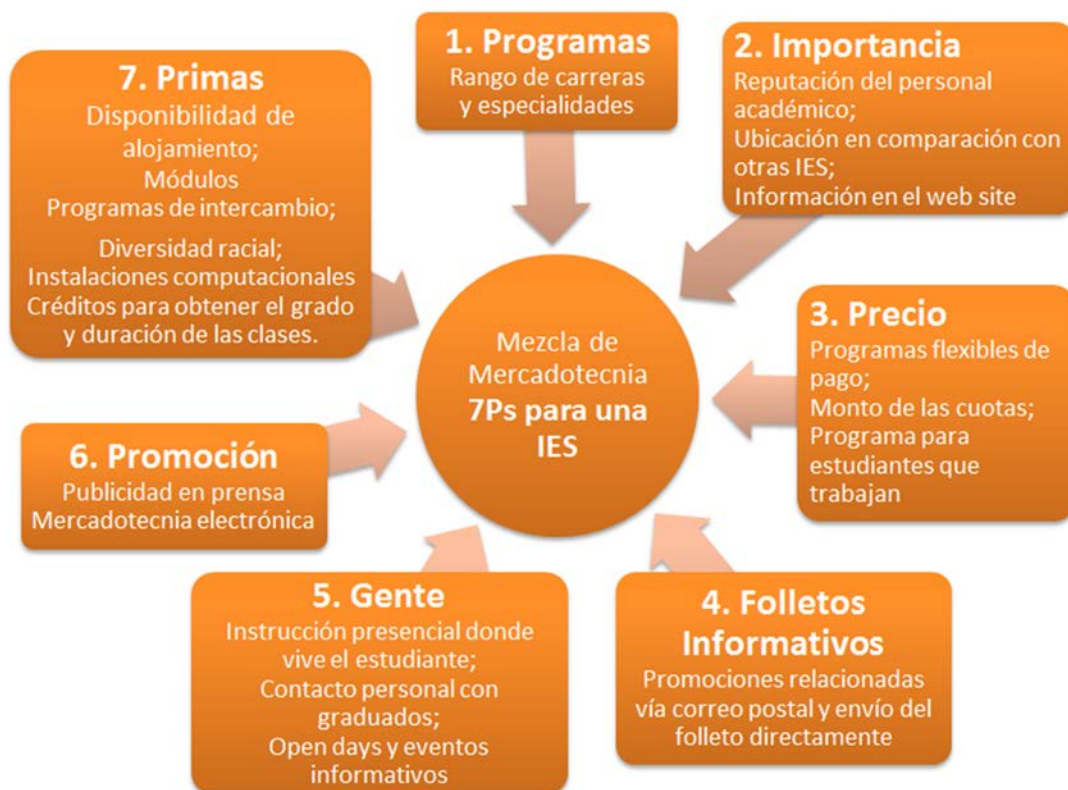 1. Programas
Rango de carreras
y especialidades
2. Importancia
Reputación del personal
académico;
Ubicación en comparación con
otras IES;
Información en el web site
3. Precio
Programas flexibles de
pago;
Monto de las cuotas;
Programa para
estudiantes que
trabajan
4. Folletos
Informativos
Promociones relacionadas
vía correo postal y envío del
folleto directamente
5. Gente
Instrucción presencial donde
vive el estudiante;
Contacto personal con
graduados;
Open days y eventos
informativos
6. Promoción
Publicidad en prensa
Mercadotecnia electrónica
7. Primas
Disponibilidad de
alojamiento;
Módulos
Programas de intercambio;
Diversidad racial;
Instalaciones computacionales
Créditos para obtener el grado
y duración de las clases.
Mezcla de
Mercadotecnia
7Ps para una
IES